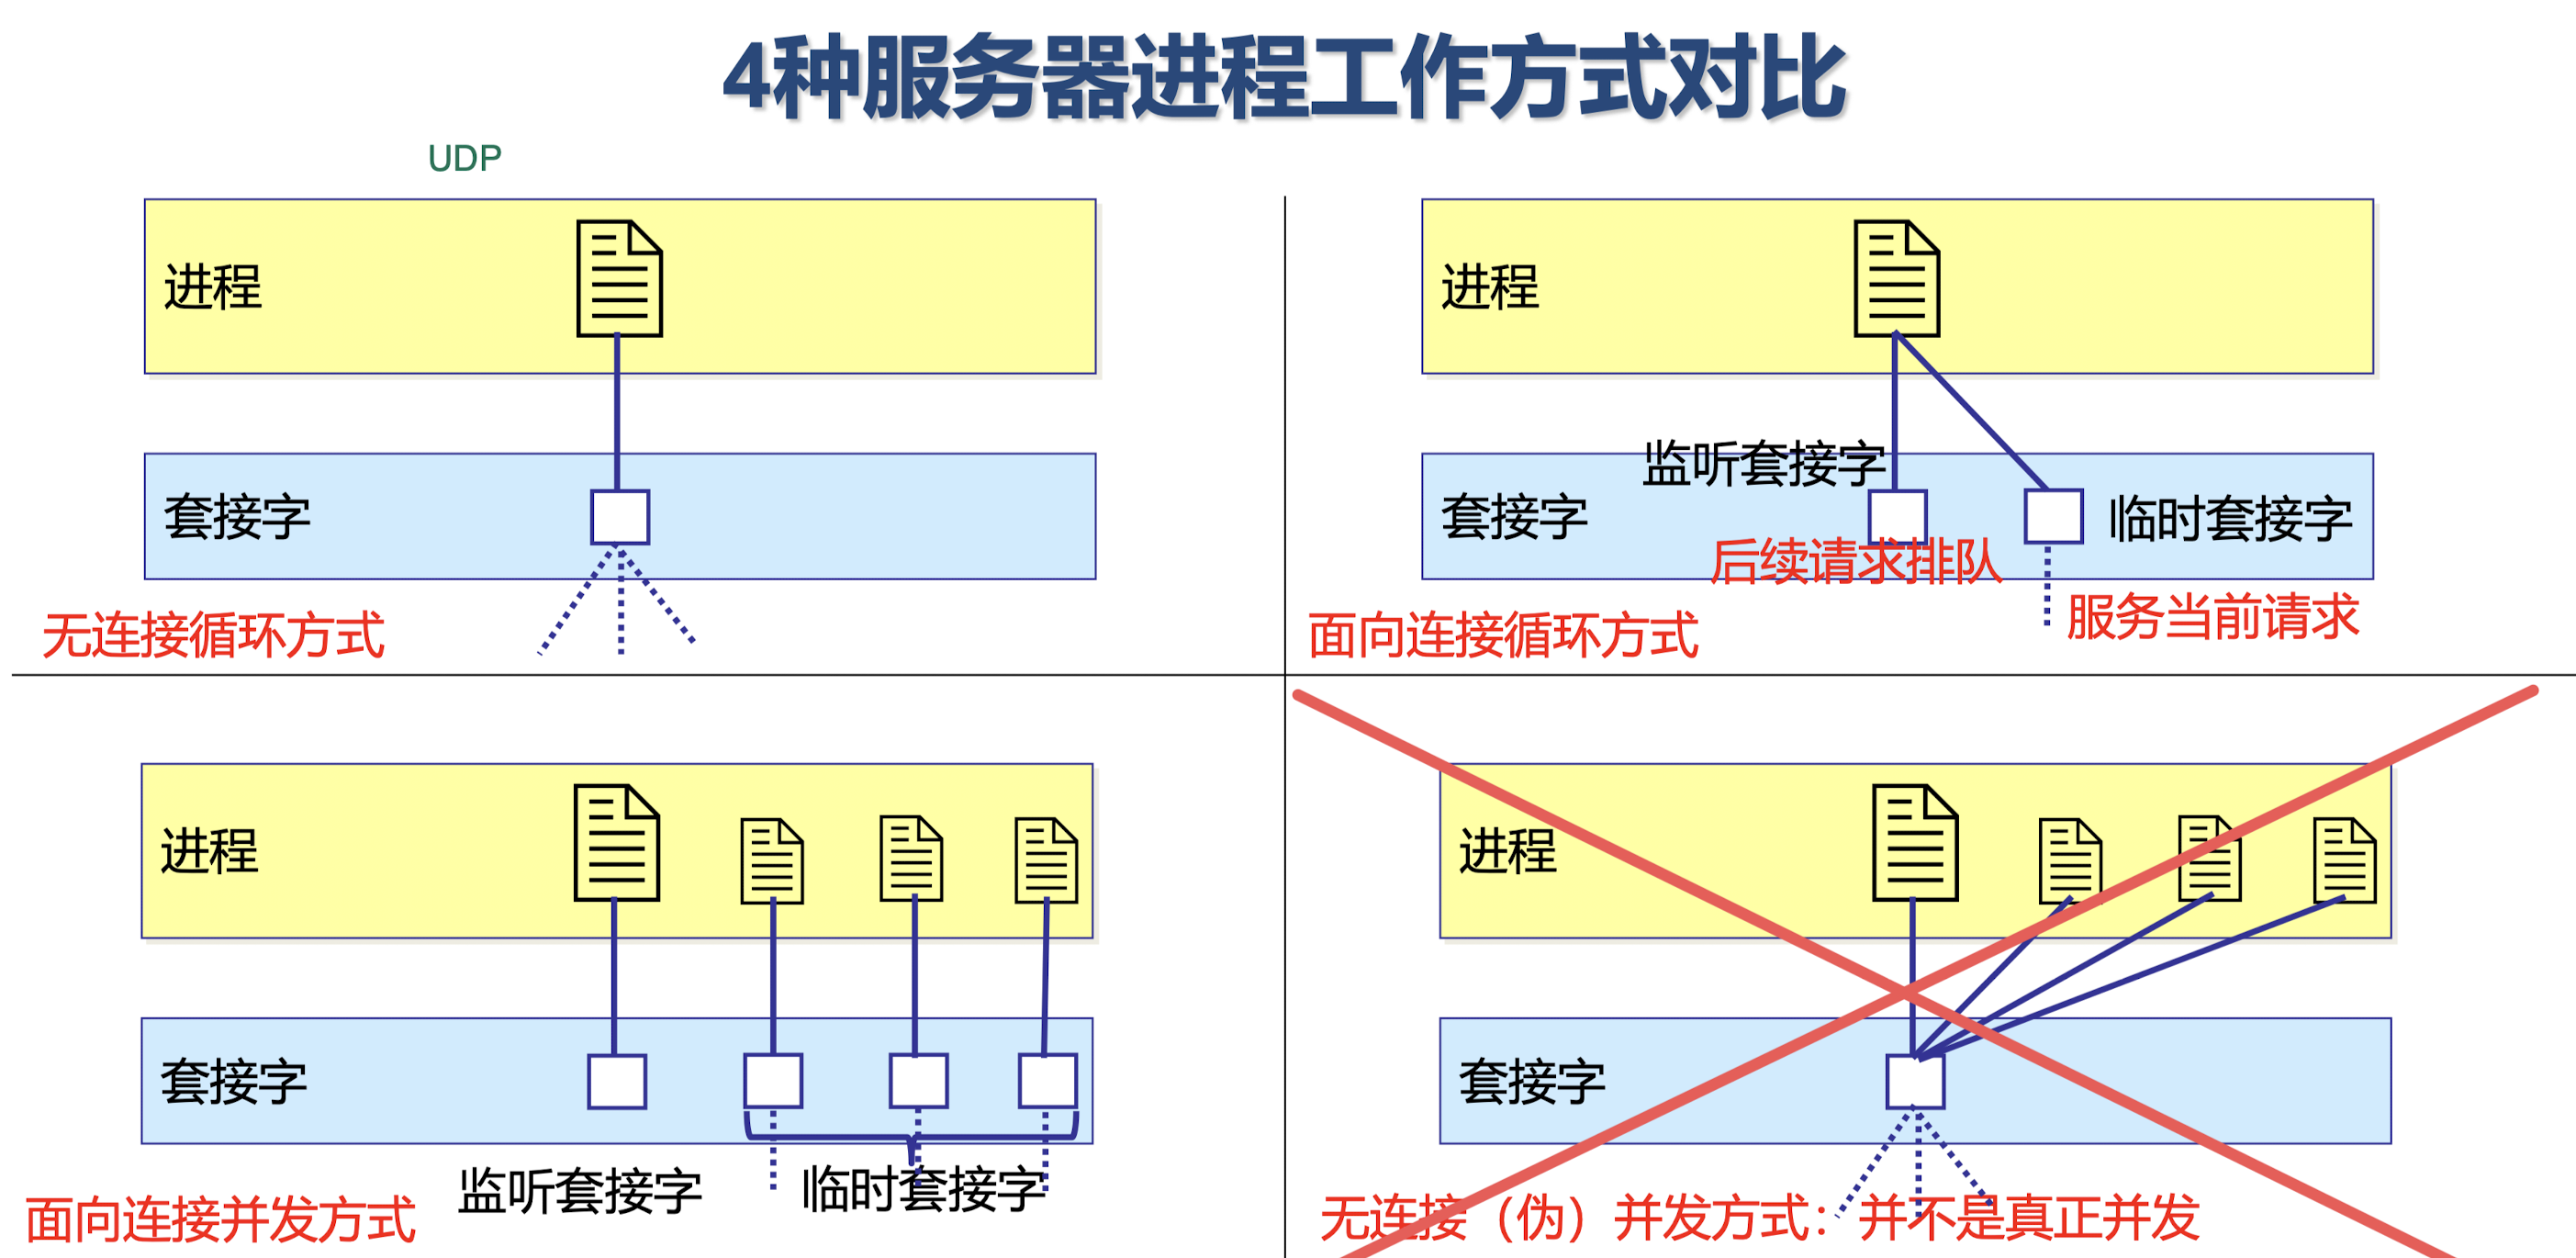 4种服务器进程工作方式对比
UDP
进程
套接字
无连接循环方式
进程
监听套接字
套接字
临时套接字
后续请求排队
服务当前请求
面向连接循环方式
进程
套接字
监听套接字
临时套接字
面向连接并发方式
进程
套接字
无连接（伪）并发方式：并不是真正并发